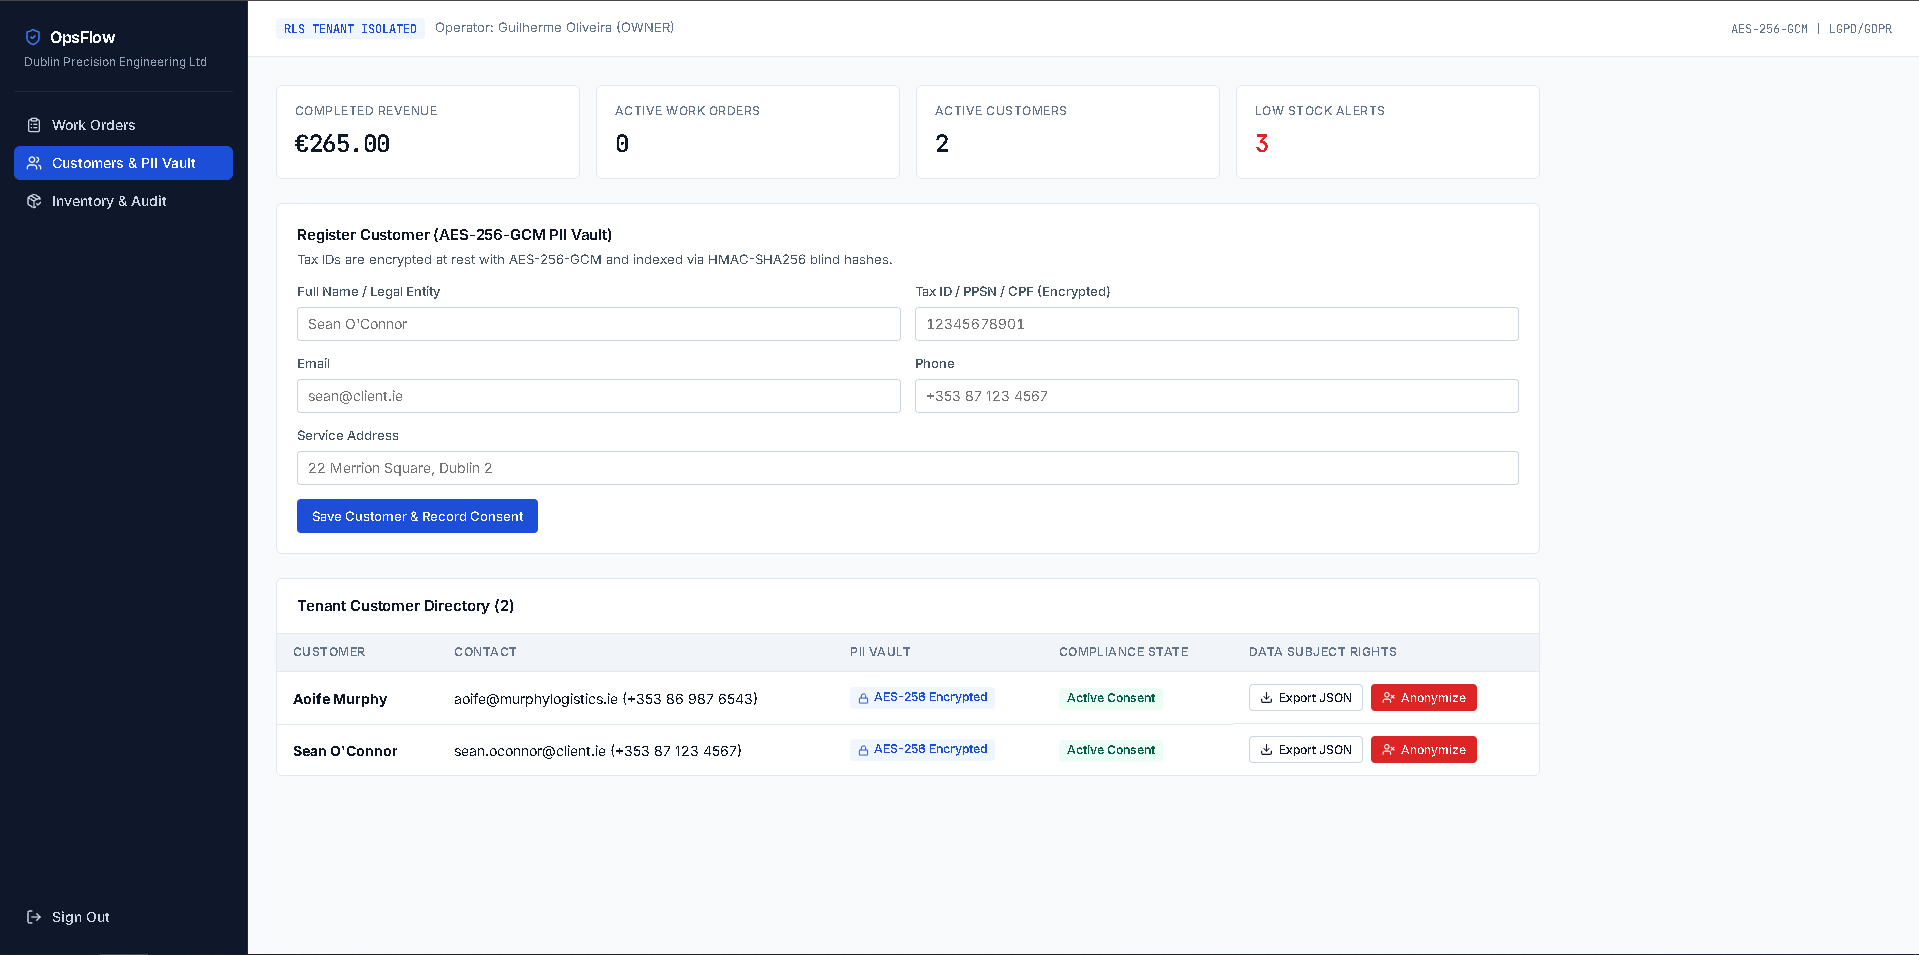 OpsFlow
Dublin Precision Engineering Ltd
Work Orders
Customers & PII Vault
Inventory & Audit
Sign Out
RLS TENANT ISOLATED Operator: Guilherme Oliveira (OWNER) AES-256-GCM | LGPD/GDPR
COMPLETED REVENUE
€265.00
ACTIVE WORK ORDERS
0
ACTIVE CUSTOMERS
2
LOW STOCK ALERTS
3
Register Customer (AES-256-GCM PII Vault)
Tax IDs are encrypted at rest with AES-256-GCM and indexed via HMAC-SHA256 blind hashes.
Full Name / Legal Entity
Sean O'Connor
Tax ID / PPSN / CPF (Encrypted)
12345678901
Email
sean@client.ie
Phone
+353 87 123 4567
Service Address
22 Merrion Square, Dublin 2
Save Customer & Record Consent
Tenant Customer Directory (2)
CUSTOMER CONTACT PII VAULT COMPLIANCE STATE DATA SUBJECT RIGHTS
Aoife Murphy aoife@murphylogistics.ie (+353 86 987 6543) AES-256 Encrypted Active Consent Export JSON Anonymize
Sean O'Connor sean.oconnor@client.ie (+353 87 123 4567) AES-256 Encrypted Active Consent Export JSON Anonymize